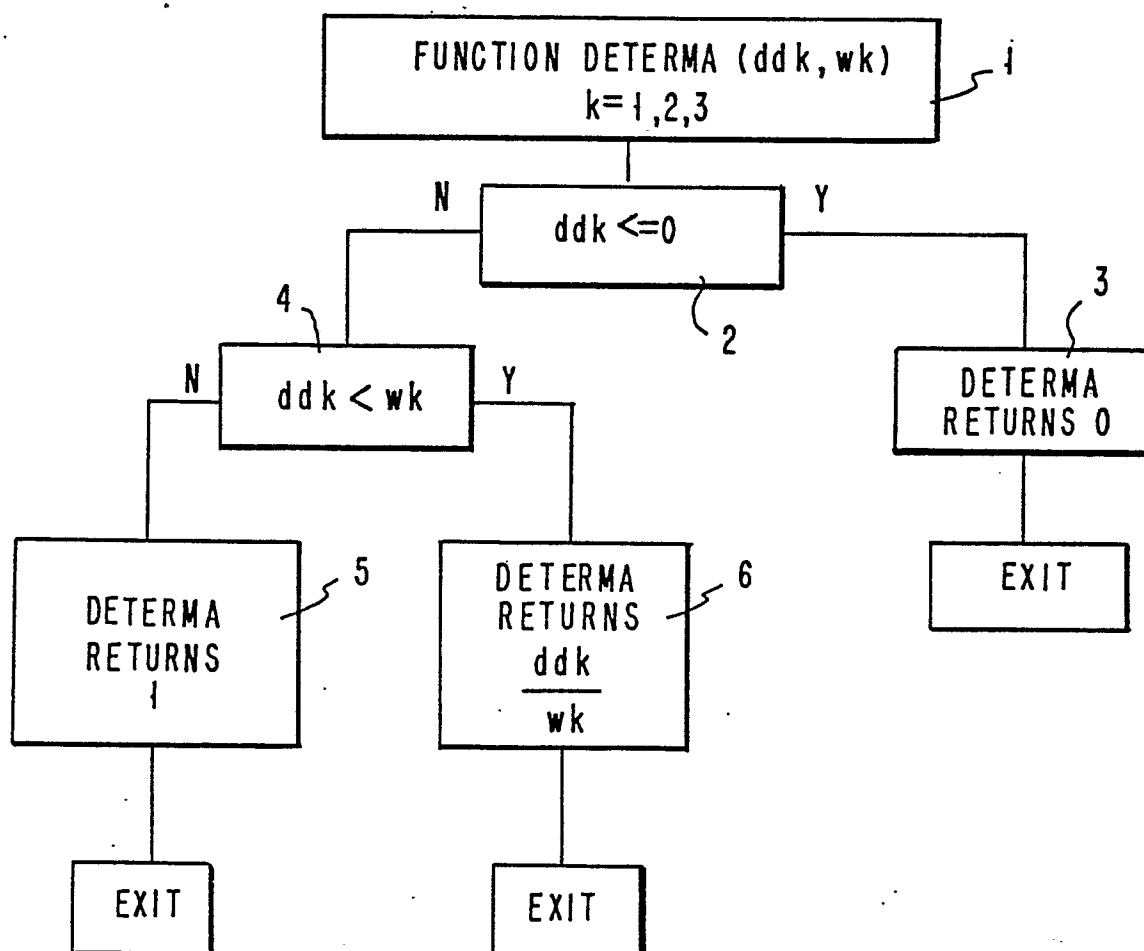 FUNCTION DETERMA (ddk,wk)
k=1,2,3
1
N
Y
ddk <=0
2
3
4
N
Y
ddk < wk
DETERMA
RETURNS 0
EXIT
5
DETERMA
RETURNS
1
6
DETERMA
RETURNS
ddk
wk
EXIT
EXIT